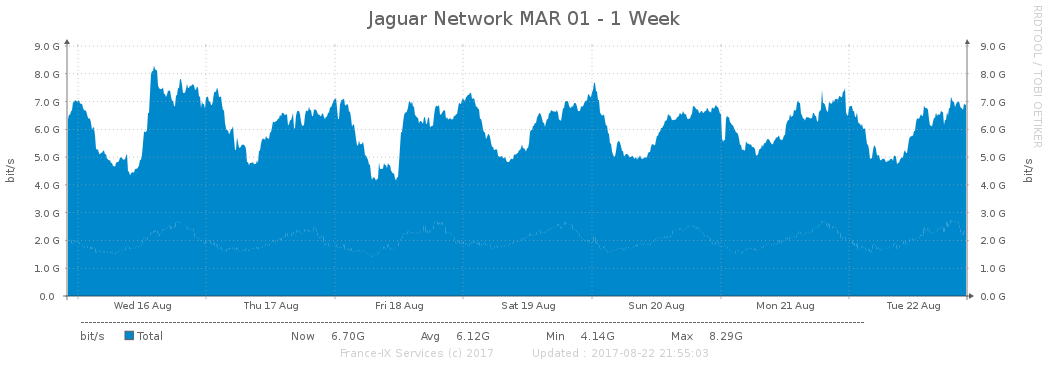 Jaguar Network MAR 01 - 1 Week
RRDTOOL / TOBI OETIKER
bit/s
9.0 G 9.0 G
8.0 G 8.0 G
7.0 G 7.0 G
6.0 G 6.0 G
5.0 G 5.0 G
4.0 G 4.0 G
3.0 G 3.0 G
2.0 G 2.0 G
1.0 G 1.0 G
0.0 0.0 G
bit/s
Wed 16 Aug Thu 17 Aug Fri 18 Aug Sat 19 Aug Sun 20 Aug Mon 21 Aug Tue 22 Aug
bit/s Total Now 6.70G Avg 6.12G Min 4.14G Max 8.29G
France-IX Services (c) 2017 Updated : 2017-08-22 21:55:03